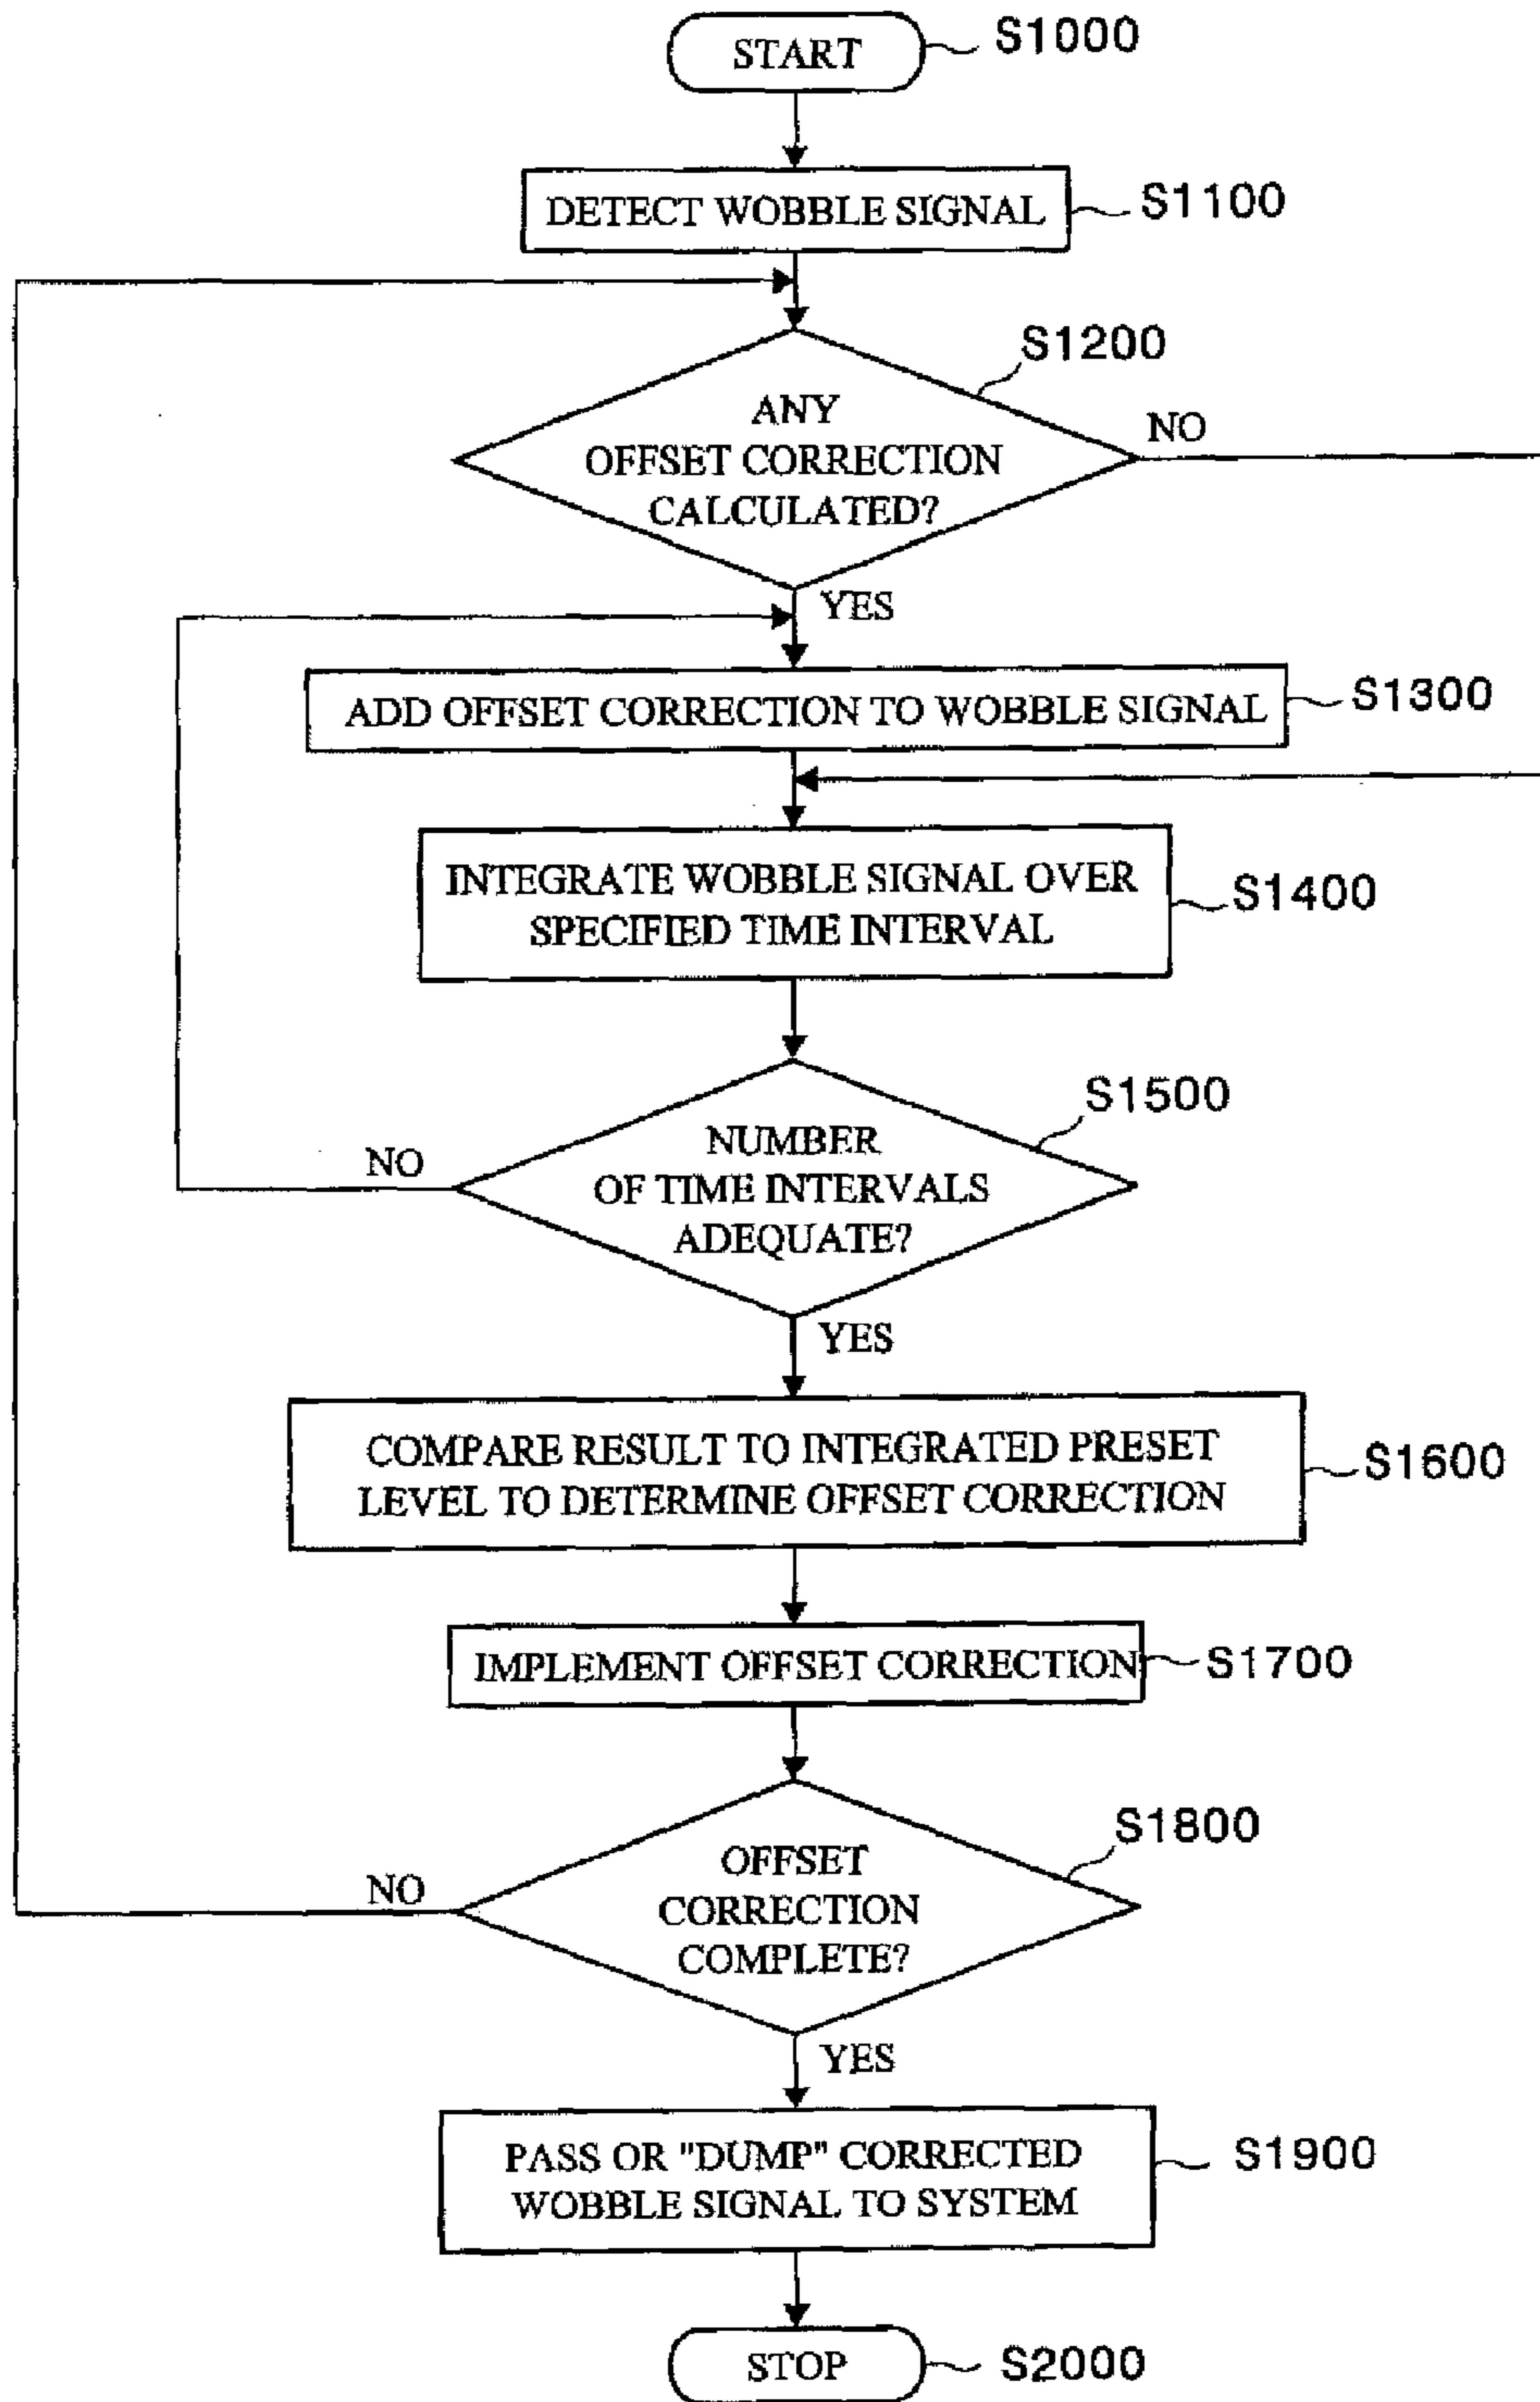 START
S1000
DETECT WOBBLE SIGNAL
S1100
S1200
ANY
OFFSET CORRECTION
CALCULATED?
NO
YES
ADD OFFSET CORRECTION TO WOBBLE SIGNAL
S1300
INTEGRATE WOBBLE SIGNAL OVER
SPECIFIED TIME INTERVAL
S1400
S1500
NUMBER
OF TIME INTERVALS
ADEQUATE?
NO
YES
COMPARE RESULT TO INTEGRATED PRESET
LEVEL TO DETERMINE OFFSET CORRECTION
S1600
IMPLEMENT OFFSET CORRECTION
S1700
S1800
OFFSET
CORRECTION
COMPLETE?
NO
YES
PASS OR "DUMP" CORRECTED
WOBBLE SIGNAL TO SYSTEM
S1900
STOP
S2000